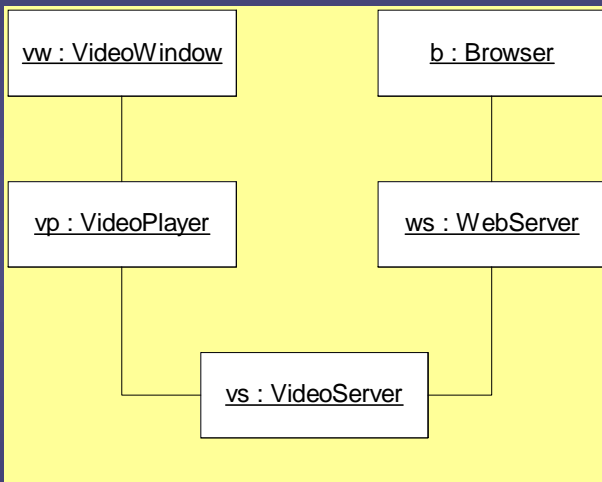 vw : VideoWindow
b : Browser
vp : VideoPlayer
ws : WebServer
vs : VideoServer